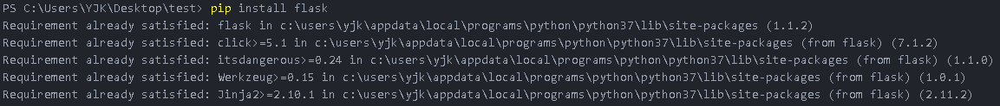 PS C:\Users\YJK\Desktop\test> pip install flask
Requirement already satisfied: flask in c:\users\yjk\appdata\local\programs\python\python37\lib\site-packages (1.1.2)
Requirement already satisfied: click>=5.1 in c:\users\yjk\appdata\local\programs\python\python37\lib\site-packages (from flask) (7.1.2)
Requirement already satisfied: itsdangerous>=0.24 in c:\users\yjk\appdata\local\programs\python\python37\lib\site-packages (from flask) (1.1.0)
Requirement already satisfied: Werkzeug>=0.15 in c:\users\yjk\appdata\local\programs\python\python37\lib\site-packages (from flask) (1.0.1)
Requirement already satisfied: Jinja2>=2.10.1 in c:\users\yjk\appdata\local\programs\python\python37\lib\site-packages (from flask) (2.11.2)